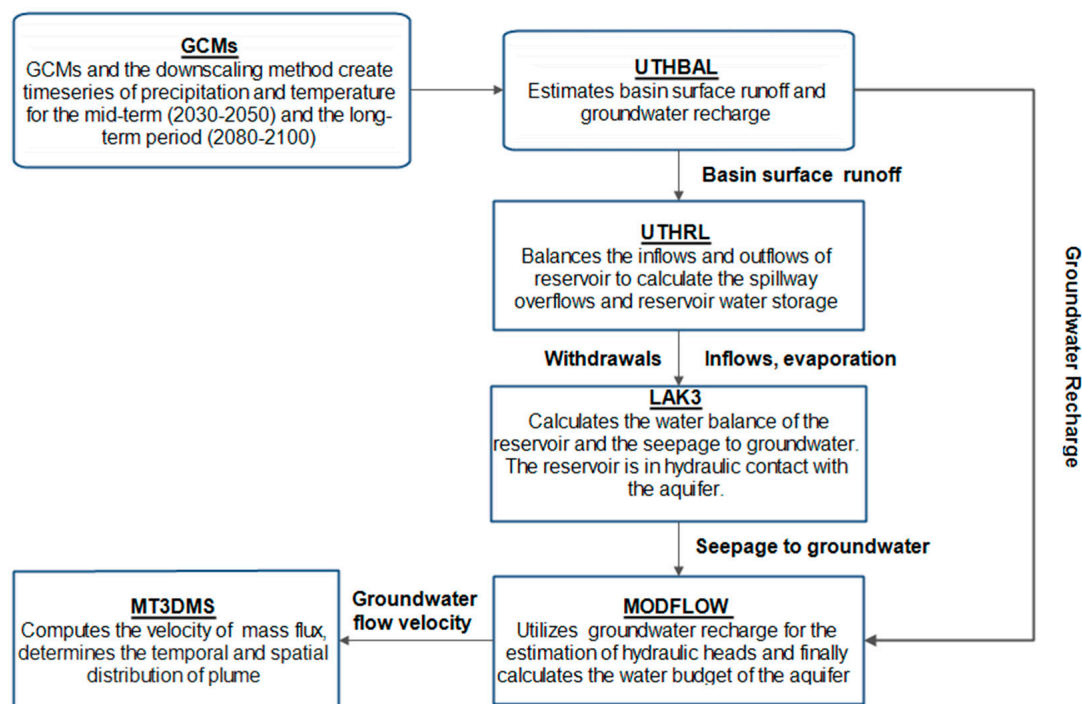 GCMs
GCMs and the downscaling method create
timeseries of precipitation and temperature
for the mid-term (2030-2050) and the long-
term period (2080-2100)
UTHBAL
Estimates basin surface runoff and
groundwater recharge
Basin surface runoff
UTHRL
Balances the inflows and outflows of
reservoir to calculate the spillway
overflows and reservoir water storage
Withdrawals
Inflows, evaporation
LAK3
Calculates the water balance of the
reservoir and the seepage to groundwater.
The reservoir is in hydraulic contact with
the aquifer.
Groundwater Recharge
Seepage to groundwater
MODFLOW
Utilizes groundwater recharge for the
estimation of hydraulic heads and finally
calculates the water budget of the aquifer
Groundwater
flow velocity
MT3DMS
Computes the velocity of mass flux,
determines the temporal and spatial
distribution of plume